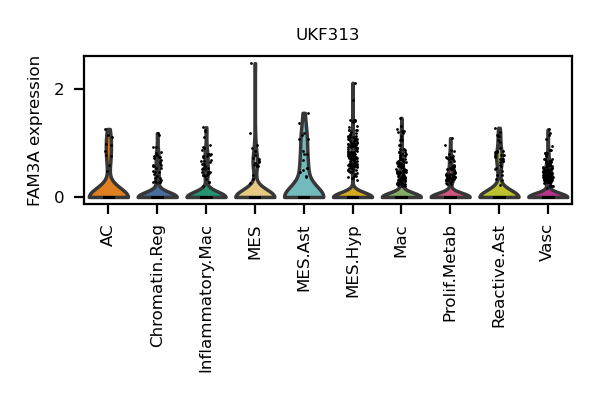 UKF313
FAM3A expression
2
0
AC
Chromatin.Reg
Inflammatory.Mac
MES
MES.Ast
MES.Hyp
Mac
Prolif.Metab
Reactive.Ast
Vasc